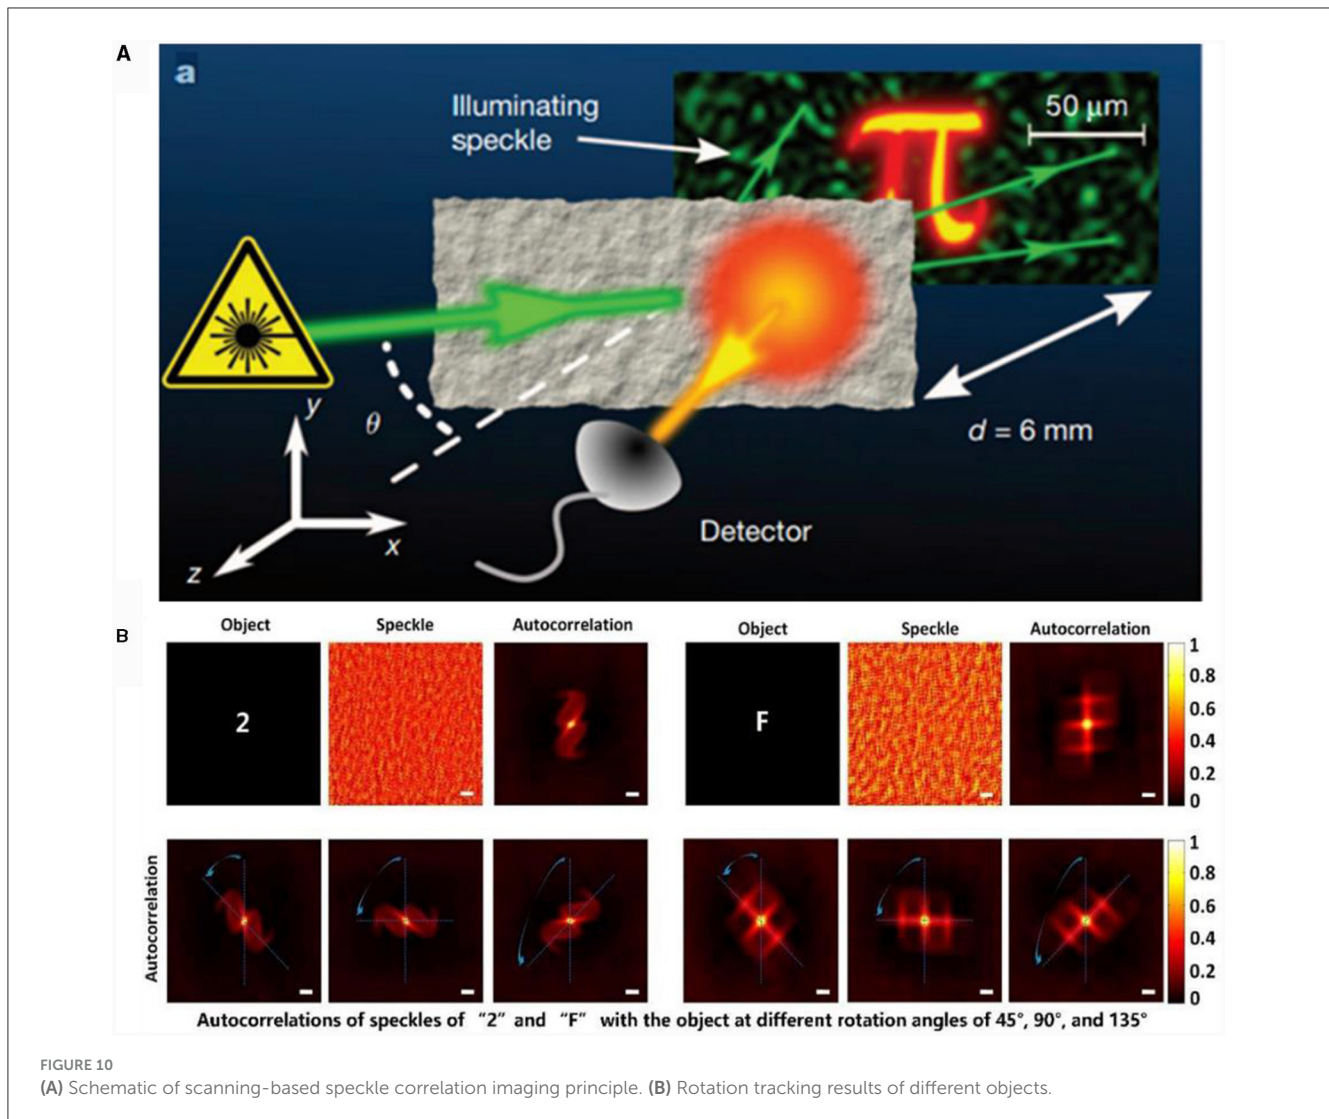 A
a
Illuminating
speckle
50 μm
π
θ
y
x
z
d = 6 mm
Detector
B
Object Speckle Autocorrelation Object Speckle Autocorrelation
2
F
1
0.8
0.6
0.4
0.2
0
Autocorrelation
1
0.8
0.6
0.4
0.2
0
Autocorrelations of speckles of “2” and “F” with the object at different rotation angles of 45°, 90°, and 135°
FIGURE 10
(A) Schematic of scanning-based speckle correlation imaging principle. (B) Rotation tracking results of different objects.